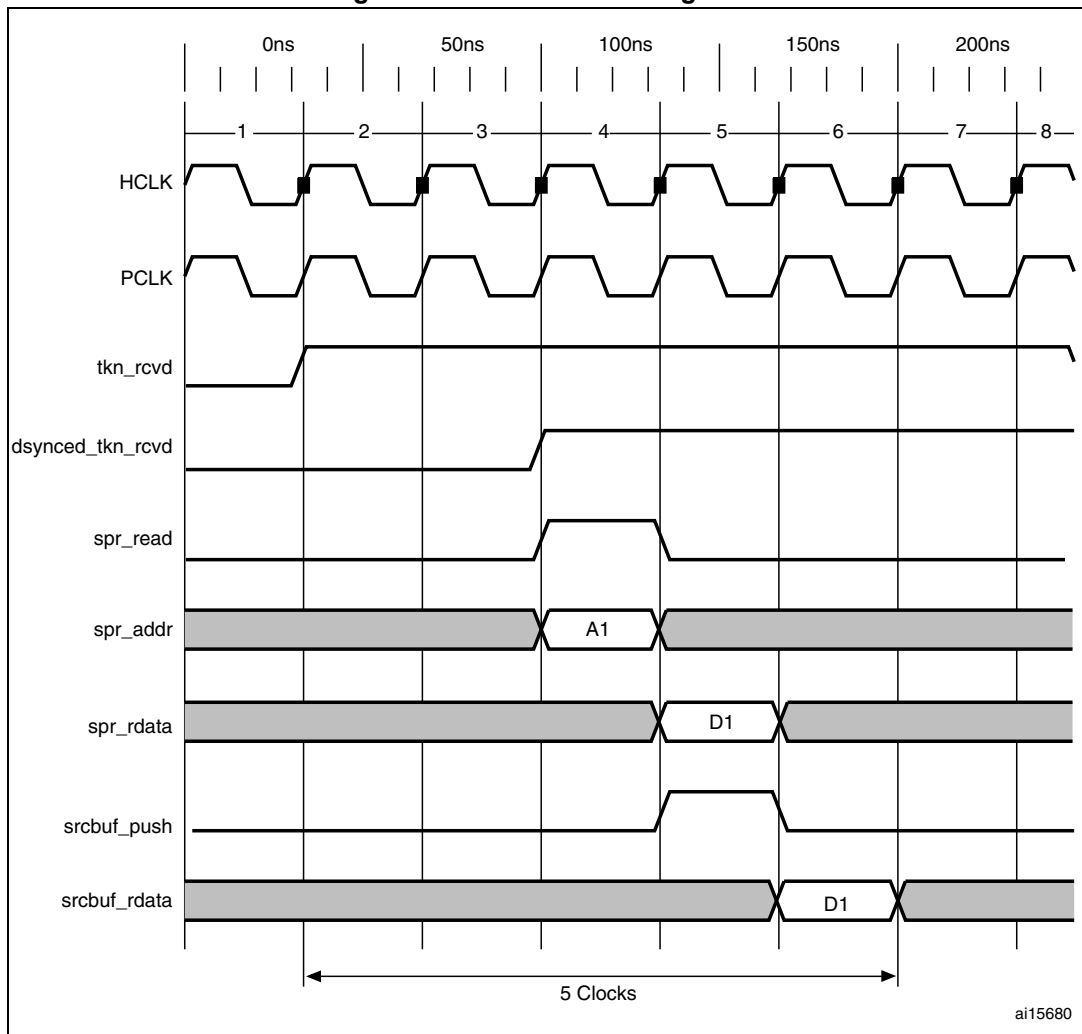 0ns 50ns 100ns 150ns 200ns
1 2 3 4 5 6 7 8
HCLK
PCLK
tkn_rcvd
dsynced_tkn_rcvd
spr_read
spr_addr A1
spr_rdata D1
srcbuf_push
srcbuf_rdata D1
5 Clocks
ai15680